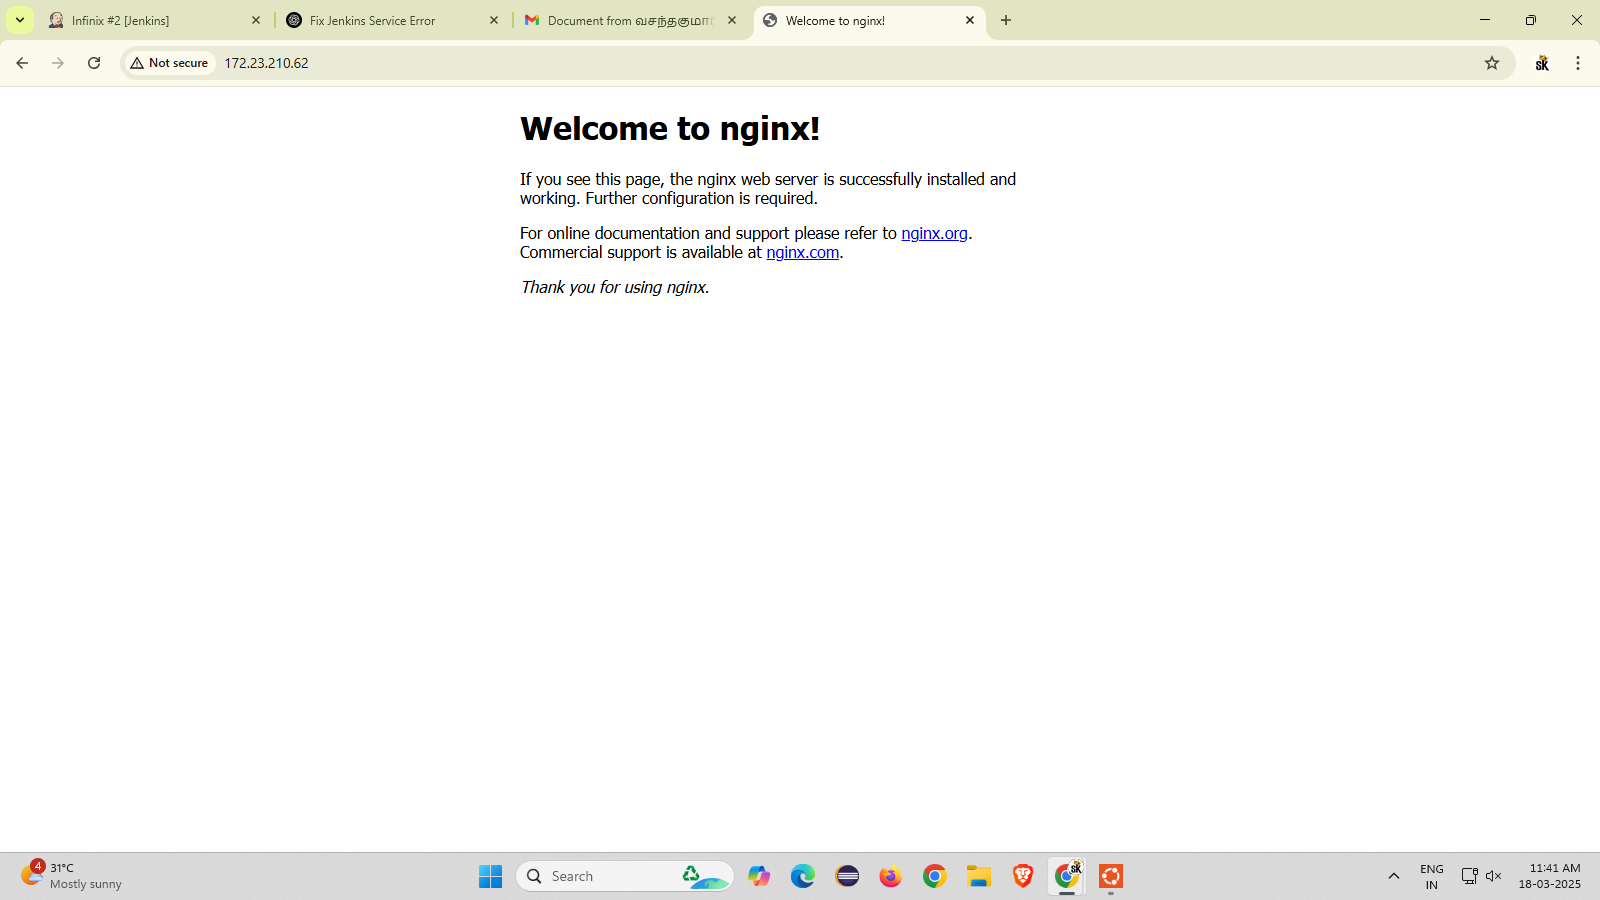 Infinix #2 [Jenkins]
Fix Jenkins Service Error
Document from வசந்தகுமார்
Welcome to nginx!
Not secure
172.23.210.62
SK
Welcome to nginx!
If you see this page, the nginx web server is successfully installed and
working. Further configuration is required.
For online documentation and support please refer to nginx.org.
Commercial support is available at nginx.com.
Thank you for using nginx.
4
31°C
Mostly sunny
Search
SK
ENG
IN
11:41 AM
18-03-2025